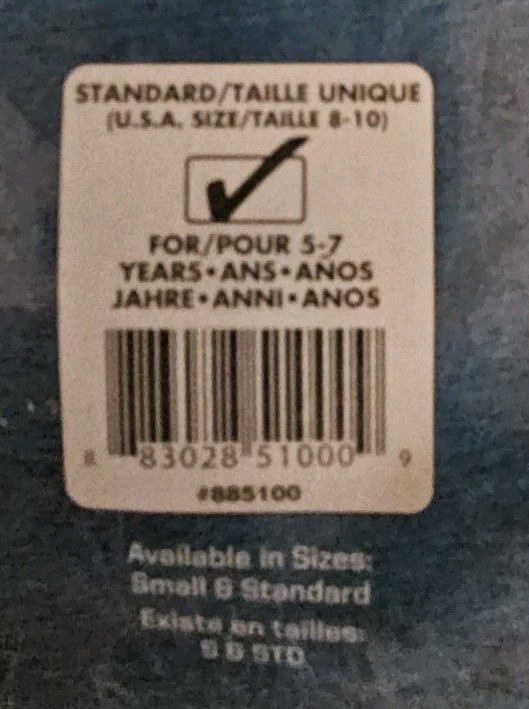 STANDARD/TAILLE UNIQUE
(U.S.A. SIZE/TAILLE 8-10)
FOR/POUR 5-7
YEARS•ANS•AÑOS
JAHRE•ANNI•ANOS
8 83028 51000 9
#885100
Available in Sizes:
Small & Standard
Existe en tailles:
S & STD